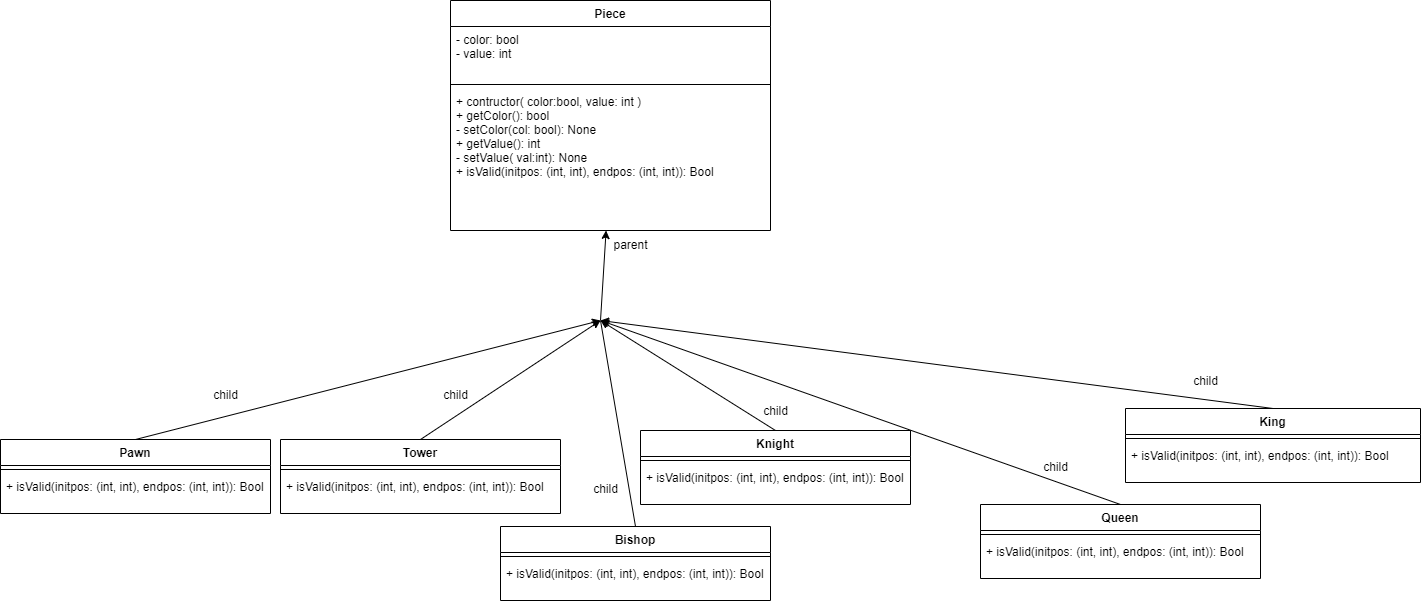 Piece
- color: bool
- value: int
+ contructor( color:bool, value: int )
+ getColor(): bool
- setColor(col: bool): None
+ getValue(): int
- setValue( val:int): None
+ isValid(initpos: (int, int), endpos: (int, int)): Bool
parent
child
child
child
child
child
child
Pawn
+ isValid(initpos: (int, int), endpos: (int, int)): Bool
Tower
+ isValid(initpos: (int, int), endpos: (int, int)): Bool
Bishop
+ isValid(initpos: (int, int), endpos: (int, int)): Bool
Knight
+ isValid(initpos: (int, int), endpos: (int, int)): Bool
Queen
+ isValid(initpos: (int, int), endpos: (int, int)): Bool
King
+ isValid(initpos: (int, int), endpos: (int, int)): Bool